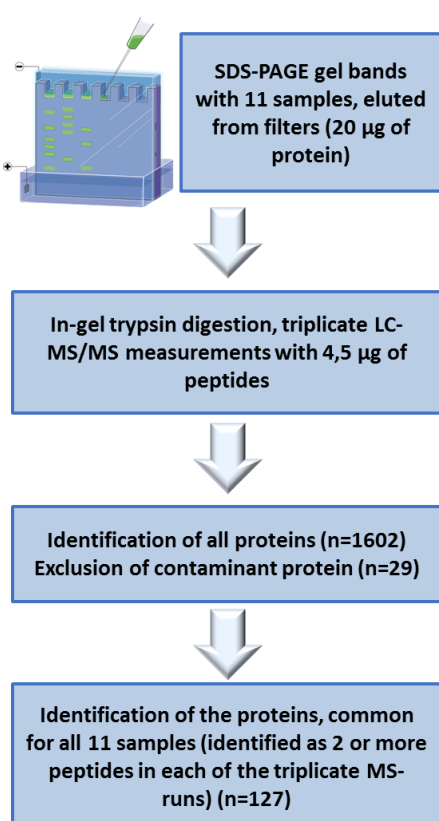 SDS-PAGE gel bands
with 11 samples, eluted
from filters (20 µg of
protein)
In-gel trypsin digestion, triplicate LC-
MS/MS measurements with 4,5 µg of
peptides
Identification of all proteins (n=1602)
Exclusion of contaminant protein (n=29)
Identification of the proteins, common
for all 11 samples (identified as 2 or more
peptides in each of the triplicate MS-
runs) (n=127)